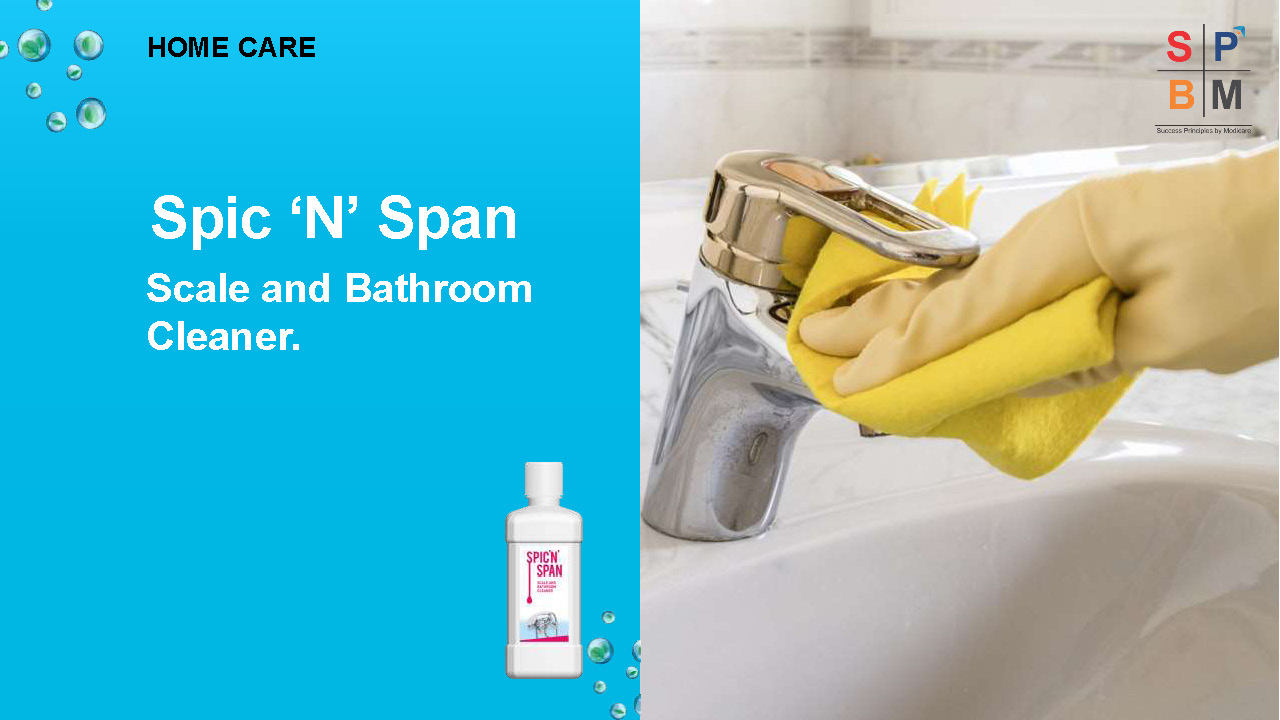 HOME CARE
S P
B M
Success Principles by Modicare
Spic ‘N’ Span
Scale and Bathroom
Cleaner.
SPIC'N'
SPAN
SCALE AND
BATHROOM
CLEANER